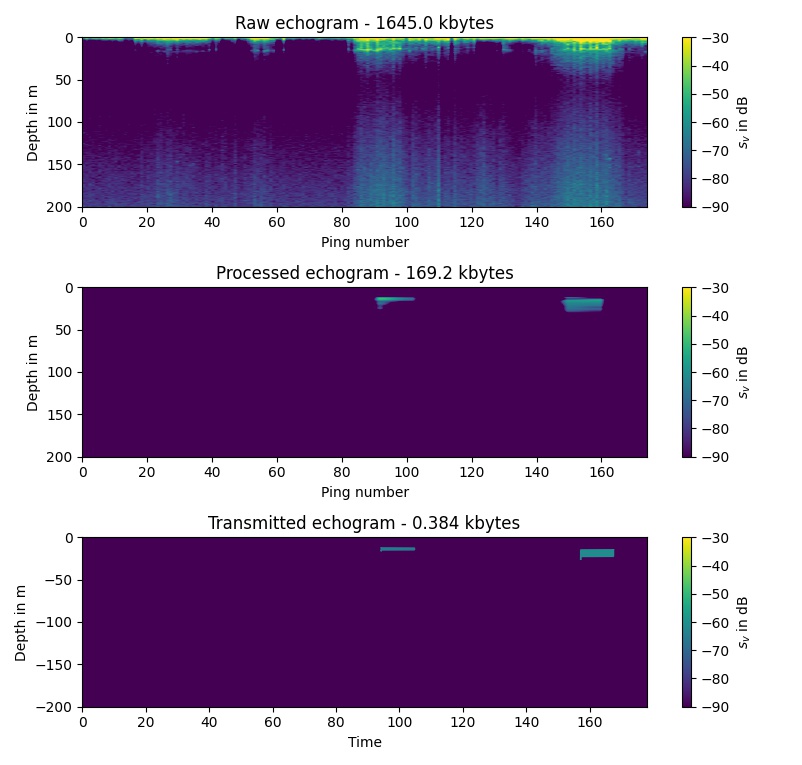 Raw echogram - 1645.0 kbytes
0
50
100
150
200
Depth in m
0 20 40 60 80 100 120 140 160
Ping number
−30
−40
−50
−60
−70
−80
−90
sv in dB
Processed echogram - 169.2 kbytes
0
50
100
150
200
Depth in m
0 20 40 60 80 100 120 140 160
Ping number
−30
−40
−50
−60
−70
−80
−90
sv in dB
Transmitted echogram - 0.384 kbytes
0
−50
−100
−150
−200
Depth in m
0 20 40 60 80 100 120 140 160
Time
−30
−40
−50
−60
−70
−80
−90
sv in dB